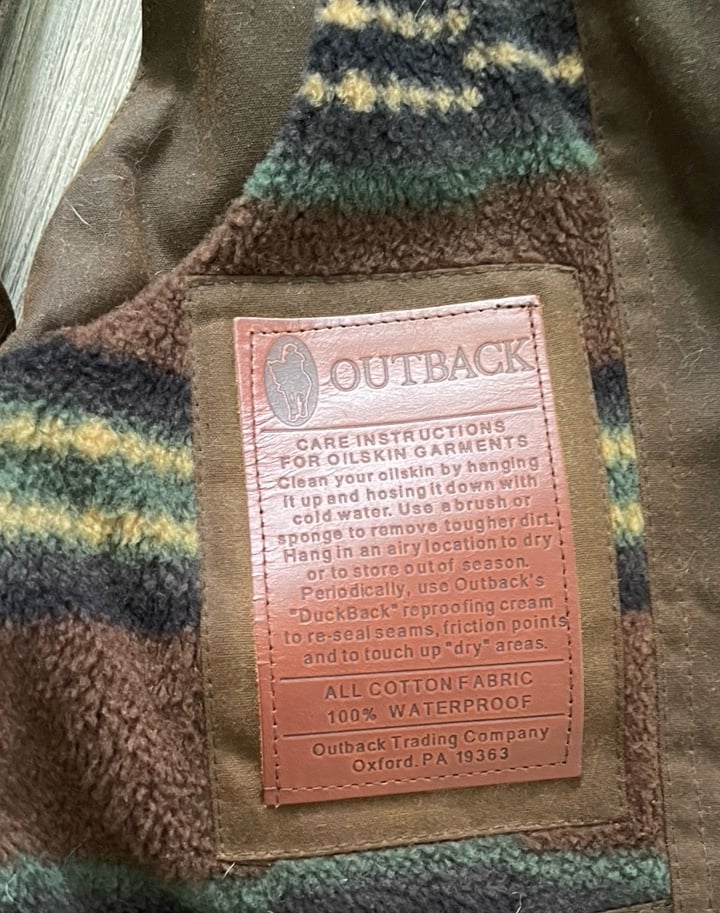 OUTBACK
CARE INSTRUCTIONS
FOR OILSKIN GARMENTS
Clean your oilskin by hanging
it up and hosing it down with
cold water. Use a brush or
sponge to remove tougher dirt.
Hang in an airy location to dry
or to store out of season.
Periodically, use Outback's
"DuckBack" reproofing cream
to re-seal seams, friction points
and to touch up "dry" areas.
ALL COTTON FABRIC
100% WATERPROOF
Outback Trading Company
Oxford. PA 19363